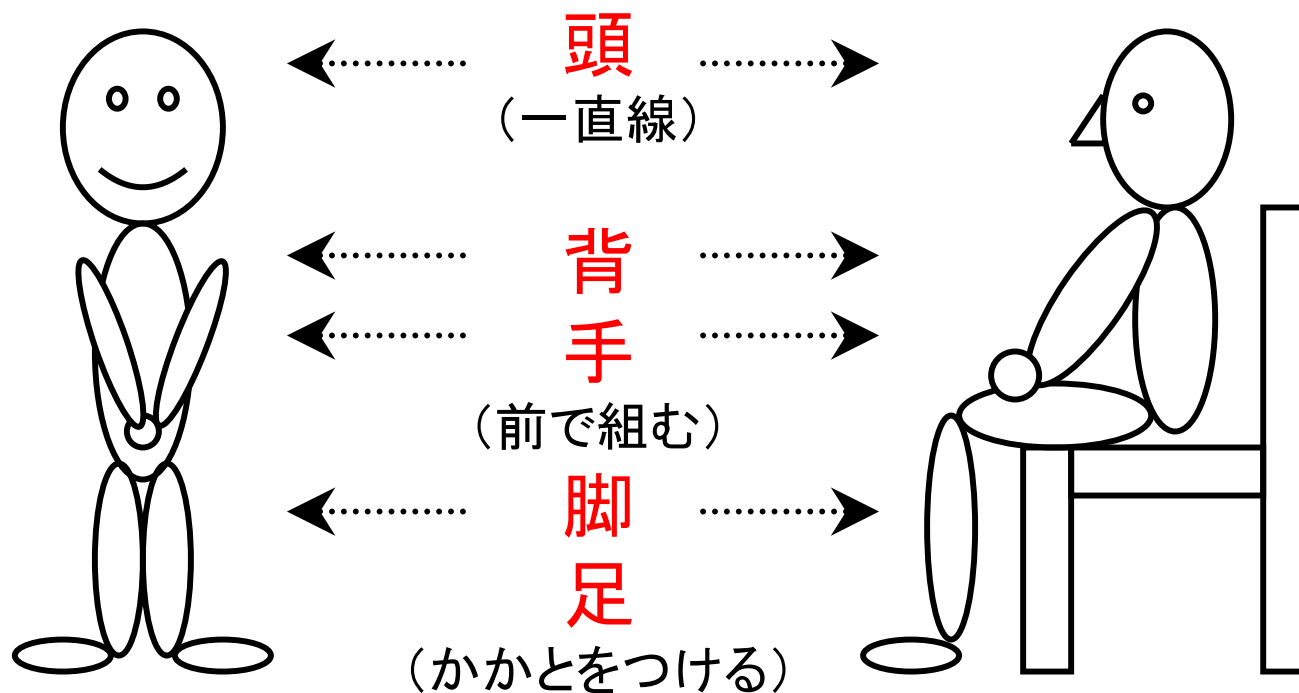 頭
（一直線）
背
手
（前で組む）
脚
足
（かかとをつける）